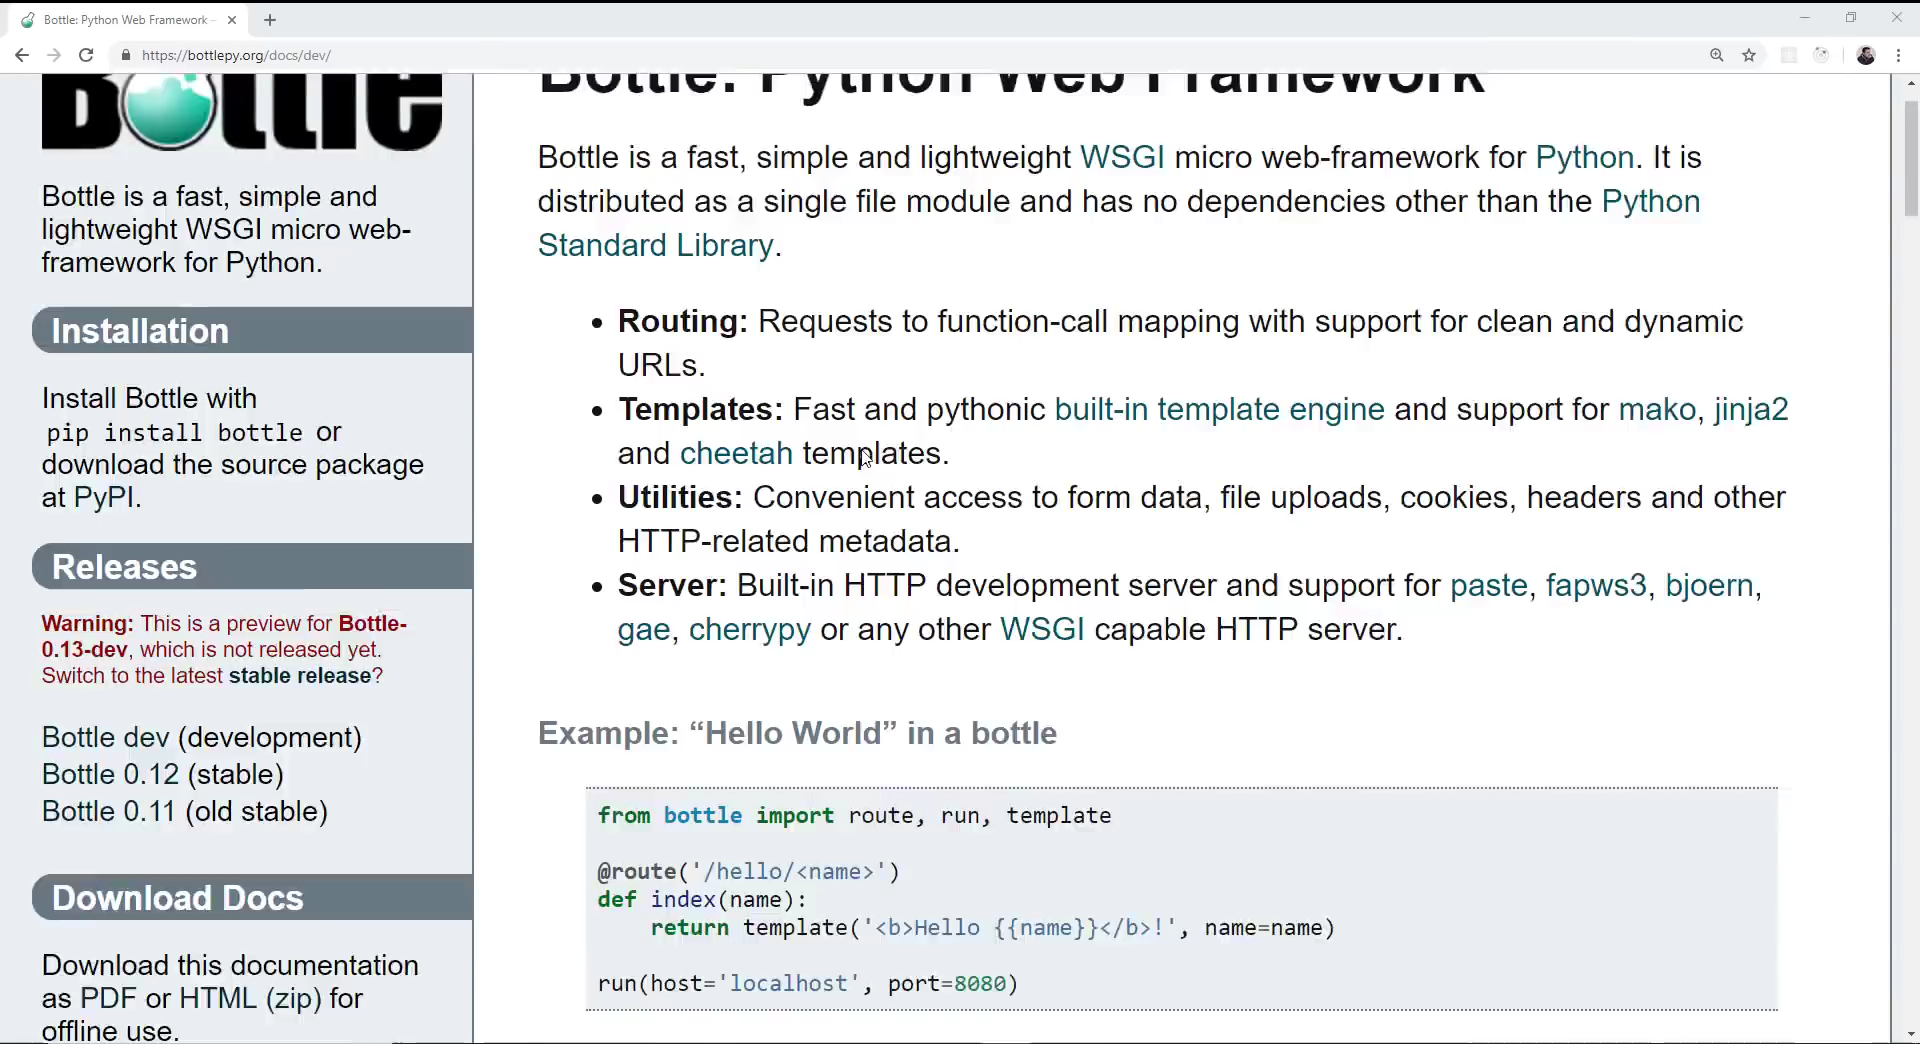 Bottle: Python Web Framework –
https://bottlepy.org/docs/dev/
Bottle
Bottle is a fast, simple and
lightweight WSGI micro web-
framework for Python.
Installation
Install Bottle with
pip install bottle or
download the source package
at PyPI.
Releases
Warning: This is a preview for Bottle-
0.13-dev, which is not released yet.
Switch to the latest stable release?
Bottle dev (development)
Bottle 0.12 (stable)
Bottle 0.11 (old stable)
Download Docs
Download this documentation
as PDF or HTML (zip) for
offline use.
Bottle: Python Web Framework
Bottle is a fast, simple and lightweight WSGI micro web-framework for Python. It is
distributed as a single file module and has no dependencies other than the Python
Standard Library.
• Routing: Requests to function-call mapping with support for clean and dynamic
URLs.
• Templates: Fast and pythonic built-in template engine and support for mako, jinja2
and cheetah templates.
• Utilities: Convenient access to form data, file uploads, cookies, headers and other
HTTP-related metadata.
• Server: Built-in HTTP development server and support for paste, fapws3, bjoern,
gae, cherrypy or any other WSGI capable HTTP server.
Example: “Hello World” in a bottle
from bottle import route, run, template
@route('/hello/<name>')
def index(name):
    return template('<b>Hello {{name}}</b>!', name=name)
run(host='localhost', port=8080)